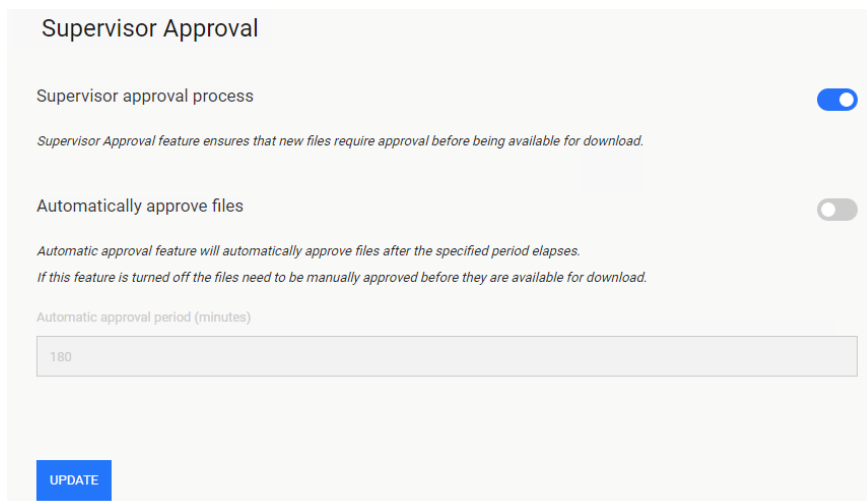 Supervisor Approval
Supervisor approval process
Supervisor Approval feature ensures that new files require approval before being available for download.
Automatically approve files
Automatic approval feature will automatically approve files after the specified period elapses.
If this feature is turned off the files need to be manually approved before they are available for download.
Automatic approval period (minutes)
180
UPDATE